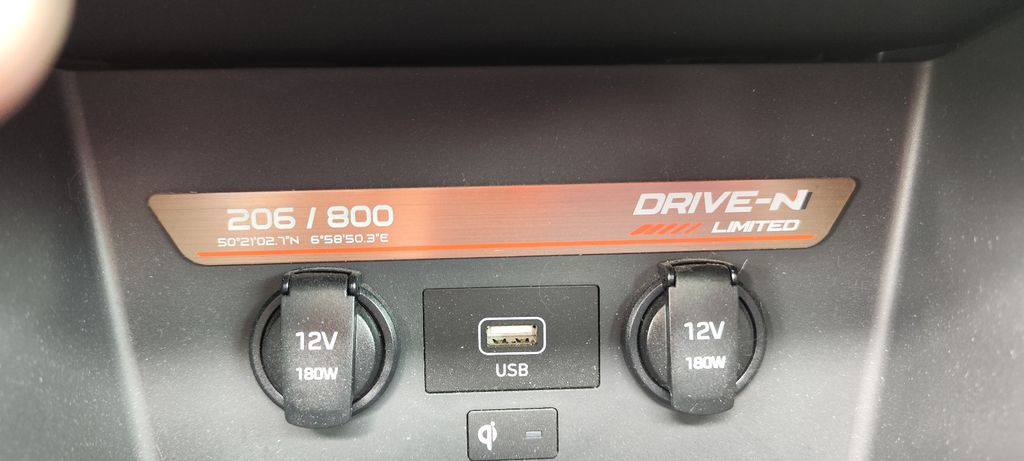 206 / 800
50°21'02.7"N 6°58'50.3"E
DRIVE-N
LIMITED
12V
180W
USB
12V
180W